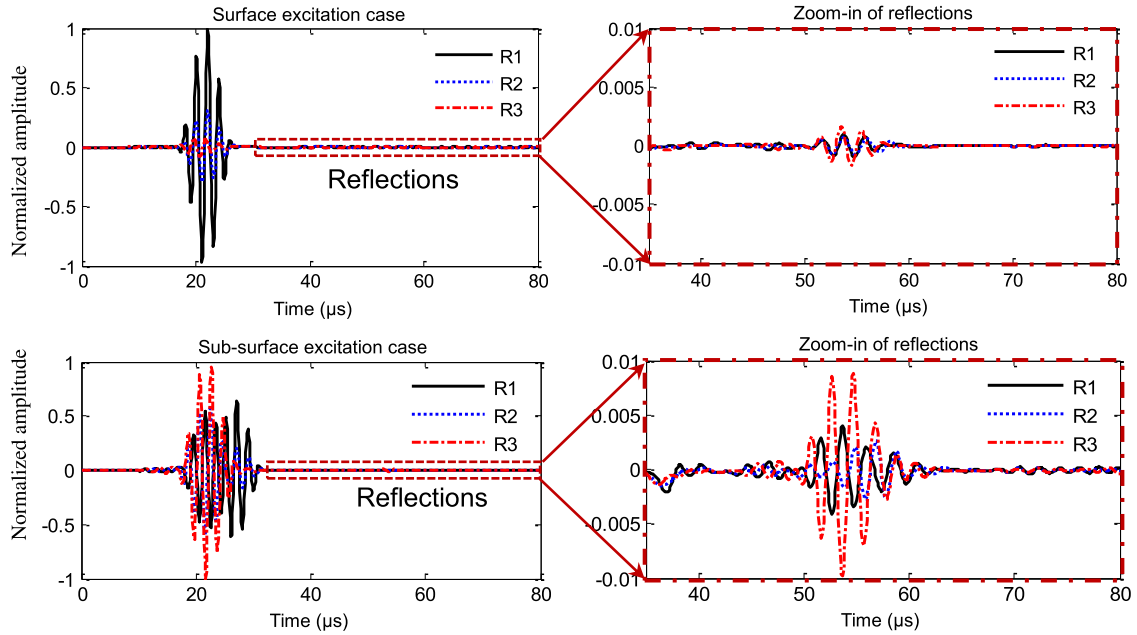 Surface excitation case
Normalized amplitude
1
0.5
0
-0.5
-1
R1
R2
R3
Reflections
0 20 40 60 80
Time (µs)
Zoom-in of reflections
0.01
0.005
0
-0.005
-0.01
R1
R2
R3
40 50 60 70 80
Time (µs)
Sub-surface excitation case
Normalized amplitude
1
0.5
0
-0.5
-1
R1
R2
R3
Reflections
0 20 40 60 80
Time (µs)
Zoom-in of reflections
0.01
0.005
0
-0.005
-0.01
R1
R2
R3
40 50 60 70 80
Time (µs)